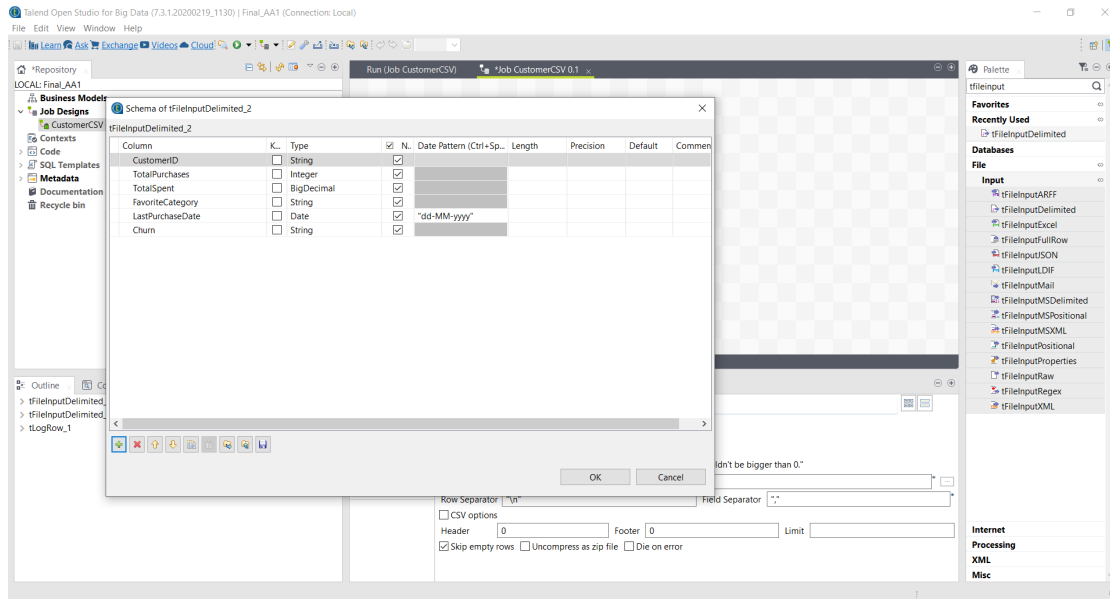 Talend Open Studio for Big Data (7.3.1.20200219_1130) | Final_AA1 (Connection: Local)
File Edit View Window Help
Learn Ask Exchange Videos Cloud
*Repository
LOCAL: Final_AA1
Business Models
Job Designs
CustomerCSV
Contexts
Code
SQL Templates
Metadata
Documentation
Recycle bin
Run (Job CustomerCSV) *Job CustomerCSV 0.1
Schema of tFileInputDelimited_2
tFileInputDelimited_2
Column K... Type N.. Date Pattern (Ctrl+Sp... Length Precision Default Commen
CustomerID String
TotalPurchases Integer
TotalSpent BigDecimal
FavoriteCategory String
LastPurchaseDate Date "dd-MM-yyyy"
Churn String
OK Cancel
Outline Co
tFileInputDelimited_
tFileInputDelimited_
tLogRow_1
ldn't be bigger than 0."
*
Row Separator "\n" Field Separator "," *
CSV options
Header 0 Footer 0 Limit
Skip empty rows Uncompress as zip file Die on error
Palette
tfileinput
Favorites
Recently Used
tFileInputDelimited
Databases
File
Input
tFileInputARFF
tFileInputDelimited
tFileInputExcel
tFileInputFullRow
tFileInputJSON
tFileInputLDIF
tFileInputMail
tFileInputMSDelimited
tFileInputMSPositional
tFileInputMSXML
tFileInputPositional
tFileInputProperties
tFileInputRaw
tFileInputRegex
tFileInputXML
Internet
Processing
XML
Misc